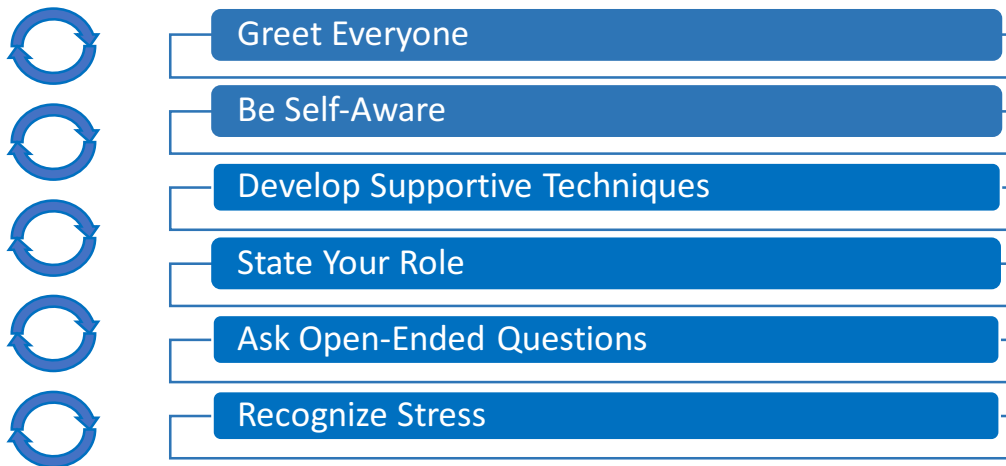 Greet Everyone
Be Self-Aware
Develop Supportive Techniques
State Your Role
Ask Open-Ended Questions
Recognize Stress